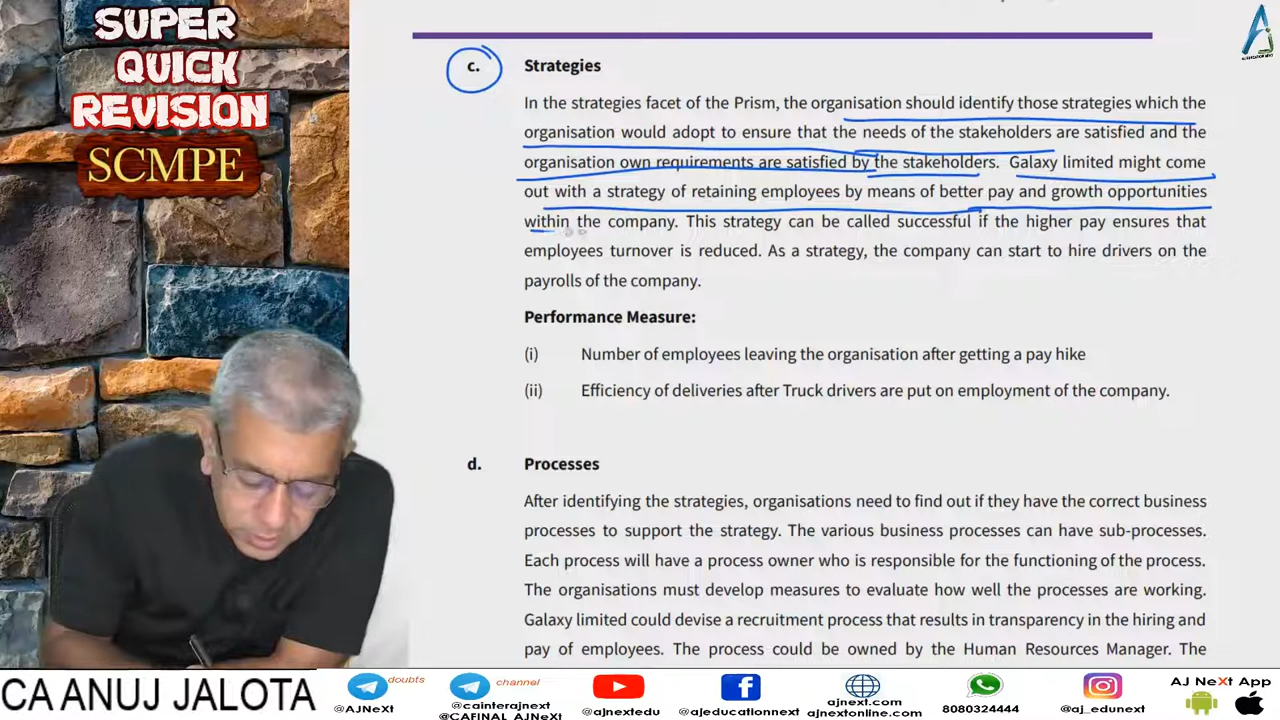 SUPER
QUICK
REVISION
SCMPE
c. Strategies
In the strategies facet of the Prism, the organisation should identify those strategies which the
organisation would adopt to ensure that the needs of the stakeholders are satisfied and the
organisation own requirements are satisfied by the stakeholders. Galaxy limited might come
out with a strategy of retaining employees by means of better pay and growth opportunities
within the company. This strategy can be called successful if the higher pay ensures that
employees turnover is reduced. As a strategy, the company can start to hire drivers on the
payrolls of the company.
Performance Measure:
(i) Number of employees leaving the organisation after getting a pay hike
(ii) Efficiency of deliveries after Truck drivers are put on employment of the company.
d. Processes
After identifying the strategies, organisations need to find out if they have the correct business
processes to support the strategy. The various business processes can have sub-processes.
Each process will have a process owner who is responsible for the functioning of the process.
The organisations must develop measures to evaluate how well the processes are working.
Galaxy limited could devise a recruitment process that results in transparency in the hiring and
pay of employees. The process could be owned by the Human Resources Manager. The
CA ANUJ JALOTA
doubts
@AJNeXt
channel
@cainterajnext
@CAFINAL_AJNeXt
@ajnextedu
@ajeducationnext
ajnext.com
ajnextonline.com
8080324444
@aj_edunext
AJ NeXt App